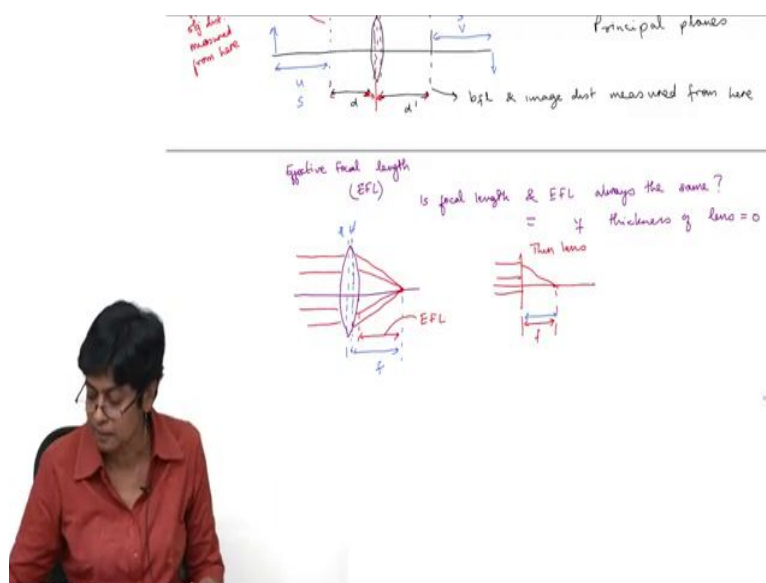 obj dist.
measured
from here
Principal planes
v
u
s
d
d'
bfl & image dist measured from here
Effective Focal length
(EFL)
Is focal length & EFL always the same?
= if thickness of lens = 0
Thin lens
EFL
f
f